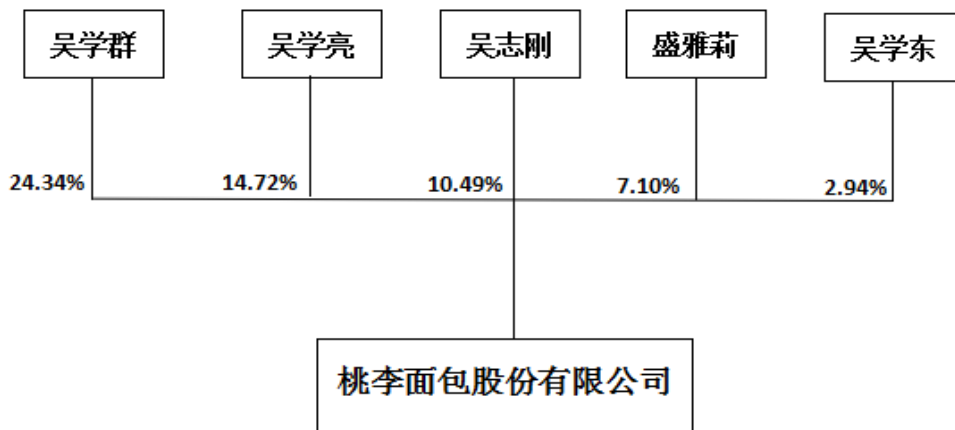 吴学群
吴学亮
吴志刚
盛雅莉
吴学东
24.34%
14.72%
10.49%
7.10%
2.94%
桃李面包股份有限公司